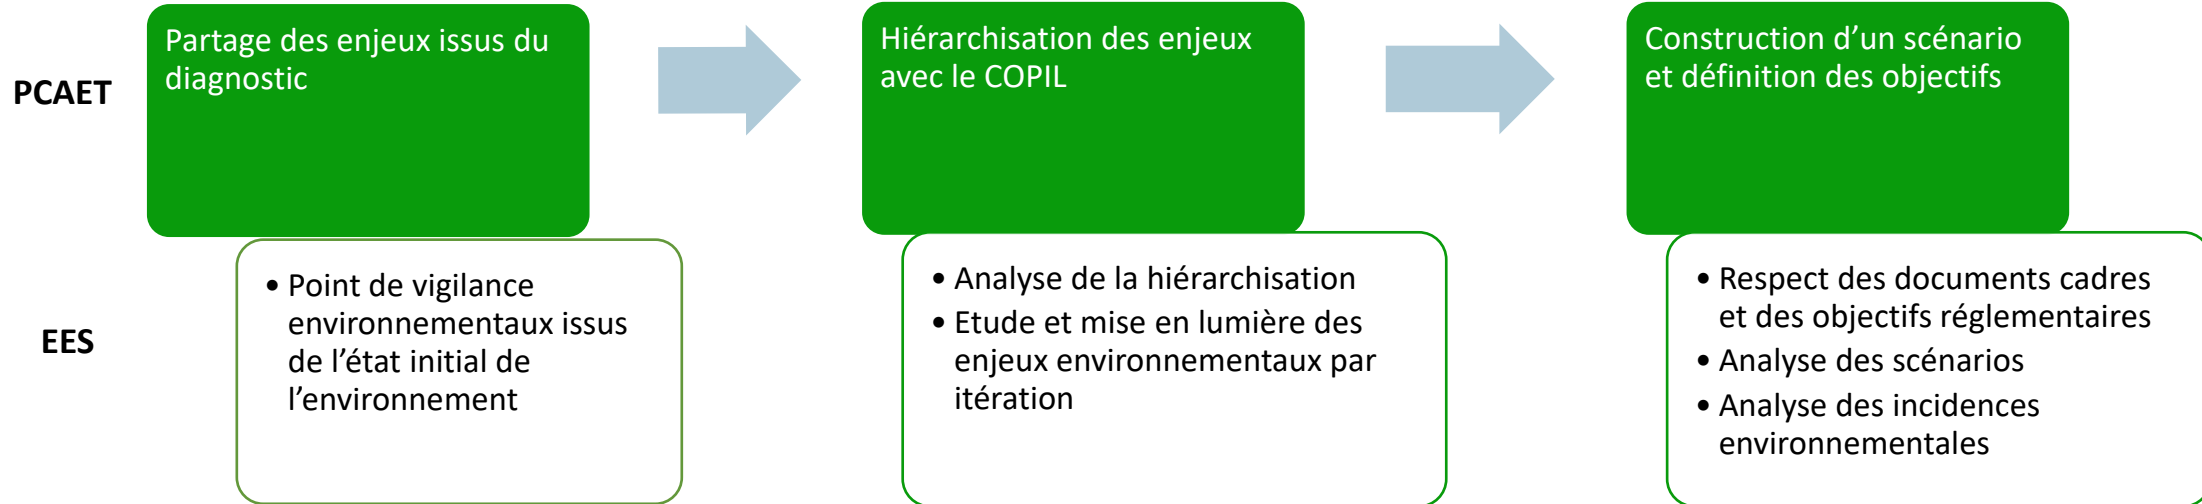 PCAET
Partage des enjeux issus du
diagnostic
Hiérarchisation des enjeux
avec le COPIL
Construction d’un scénario
et définition des objectifs
EES
• Point de vigilance
environnementaux issus
de l’état initial de
l’environnement
• Analyse de la hiérarchisation
• Etude et mise en lumière des
enjeux environnementaux par
itération
• Respect des documents cadres
et des objectifs réglementaires
• Analyse des scénarios
• Analyse des incidences
environnementales